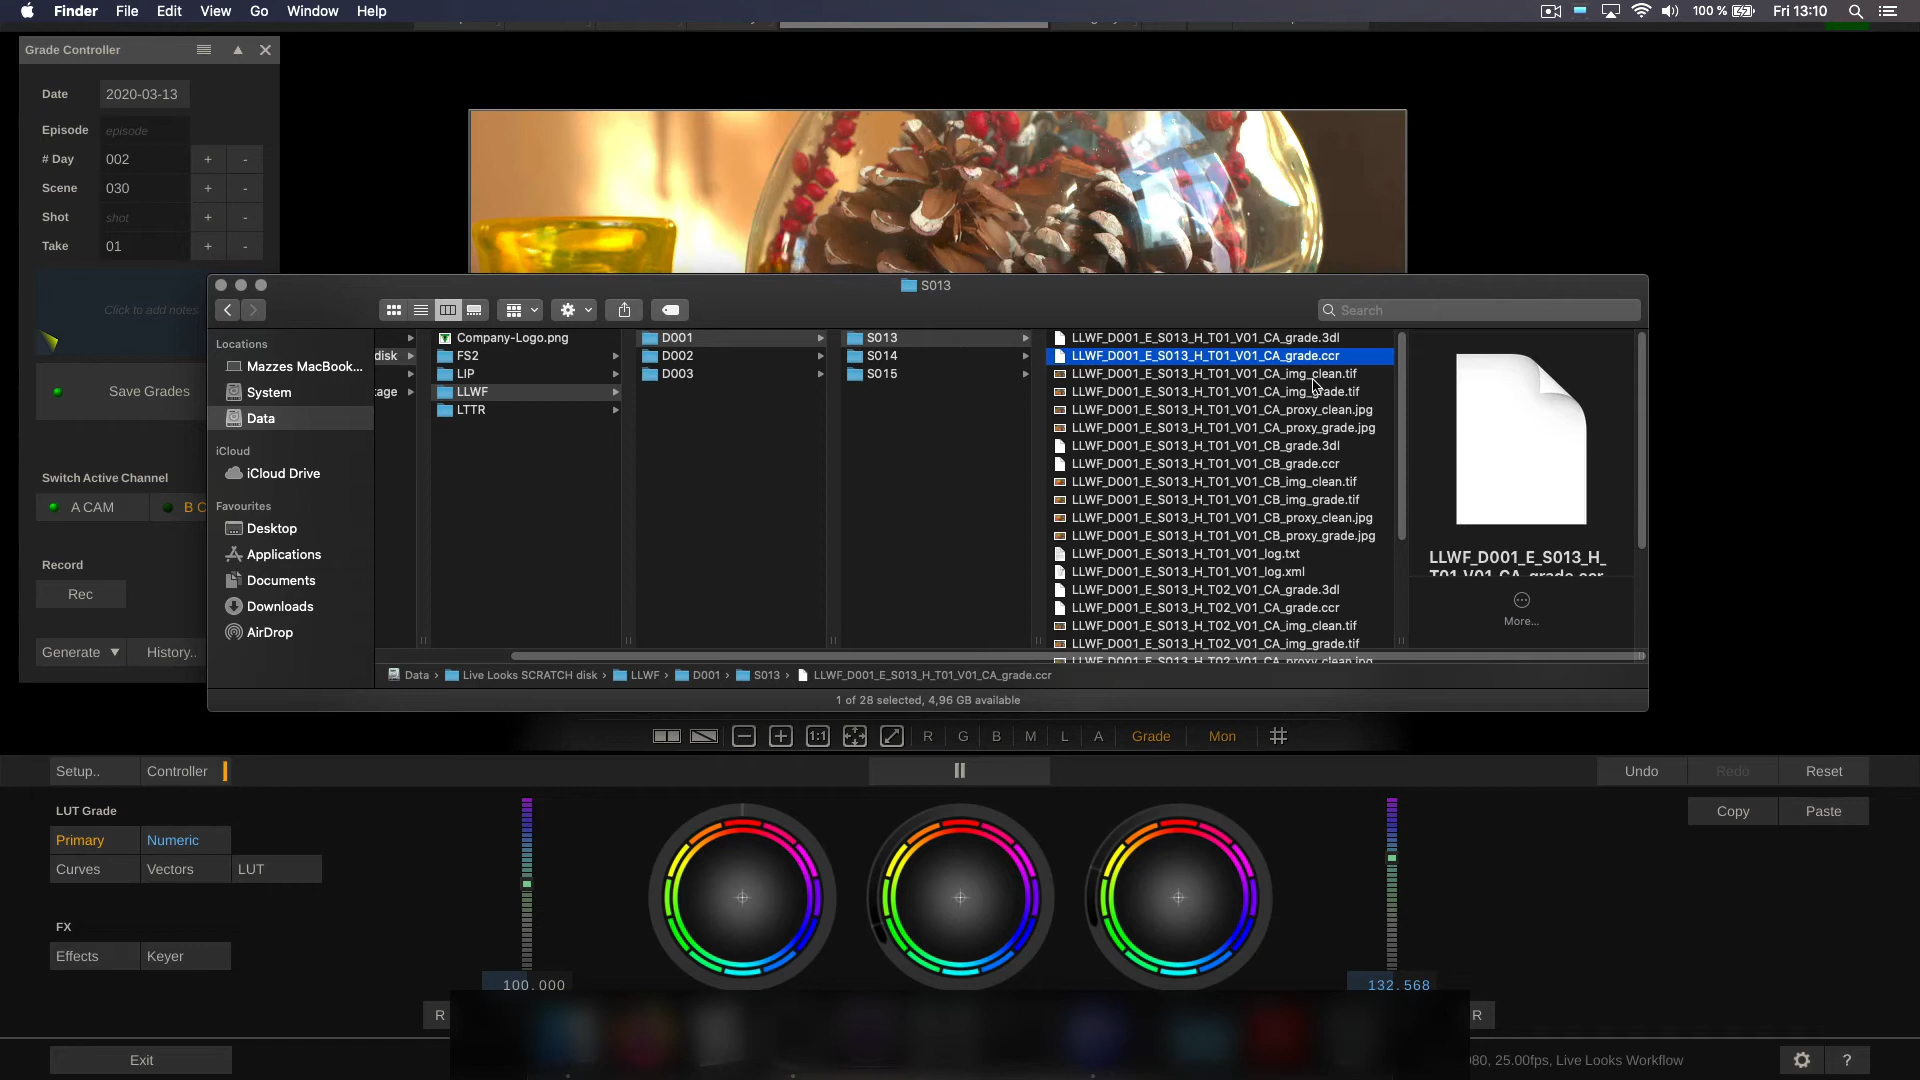 Finder File Edit View Go Window Help
100 % Fri 13:10
Grade Controller
Date 2020-03-13
Episode episode
# Day 002 + -
Scene 030 + -
Shot shot + -
Take 01 + -
Click to add notes
Save Grades
Switch Active Channel
A CAM B C
Record
Rec
Generate ▼ History..
S013
Search
Locations
Mazzes MacBook...
System
Data
iCloud
iCloud Drive
Favourites
Desktop
Applications
Documents
Downloads
AirDrop
disk
tage
Company-Logo.png
FS2
LIP
LLWF
LTTR
D001
D002
D003
S013
S014
S015
LLWF_D001_E_S013_H_T01_V01_CA_grade.3dl
LLWF_D001_E_S013_H_T01_V01_CA_grade.ccr
LLWF_D001_E_S013_H_T01_V01_CA_img_clean.tif
LLWF_D001_E_S013_H_T01_V01_CA_img_grade.tif
LLWF_D001_E_S013_H_T01_V01_CA_proxy_clean.jpg
LLWF_D001_E_S013_H_T01_V01_CA_proxy_grade.jpg
LLWF_D001_E_S013_H_T01_V01_CB_grade.3dl
LLWF_D001_E_S013_H_T01_V01_CB_grade.ccr
LLWF_D001_E_S013_H_T01_V01_CB_img_clean.tif
LLWF_D001_E_S013_H_T01_V01_CB_img_grade.tif
LLWF_D001_E_S013_H_T01_V01_CB_proxy_clean.jpg
LLWF_D001_E_S013_H_T01_V01_CB_proxy_grade.jpg
LLWF_D001_E_S013_H_T01_V01_log.txt
LLWF_D001_E_S013_H_T01_V01_log.xml
LLWF_D001_E_S013_H_T02_V01_CA_grade.3dl
LLWF_D001_E_S013_H_T02_V01_CA_grade.ccr
LLWF_D001_E_S013_H_T02_V01_CA_img_clean.tif
LLWF_D001_E_S013_H_T02_V01_CA_img_grade.tif
LLWF_D001_E_S013_H_T02_V01_CA_proxy_clean.jpg
LLWF_D001_E_S013_H_
T01_V01_CA_grade.ccr
More...
Data › Live Looks SCRATCH disk › LLWF › D001 › S013 › LLWF_D001_E_S013_H_T01_V01_CA_grade.ccr
1 of 28 selected, 4,96 GB available
1:1 R G B M L A Grade Mon
Setup.. Controller Undo Redo Reset
LUT Grade Copy Paste
Primary Numeric
Curves Vectors LUT
FX
Effects Keyer
100.000 132.568
R R
Exit 80, 25.00fps, Live Looks Workflow ?